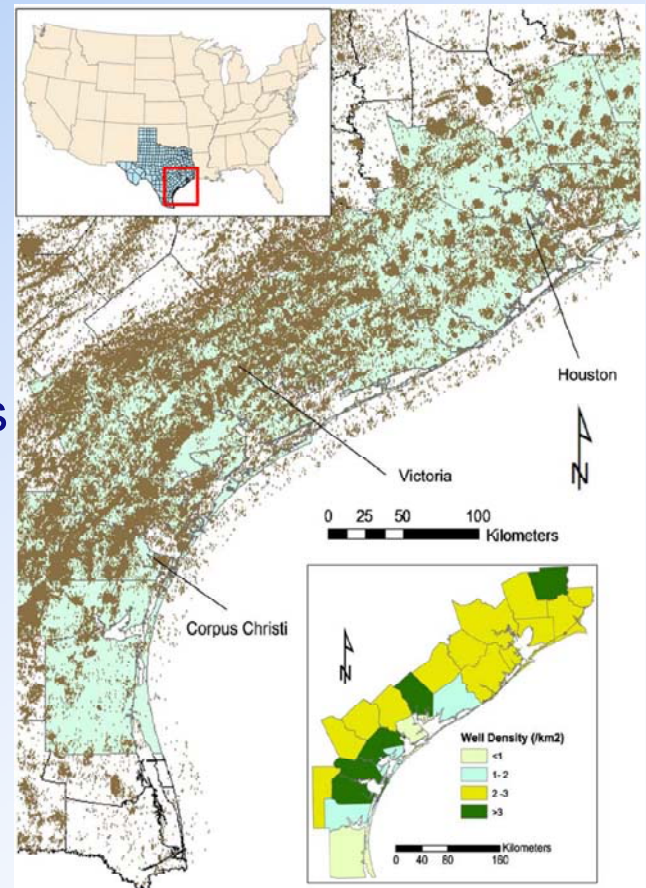 s
Houston
Victoria
N
0 25 50 100
Kilometers
Corpus Christi
N
Well Density (/km2)
<1
1- 2
2 -3
>3
Kilometers
0 40 80 160